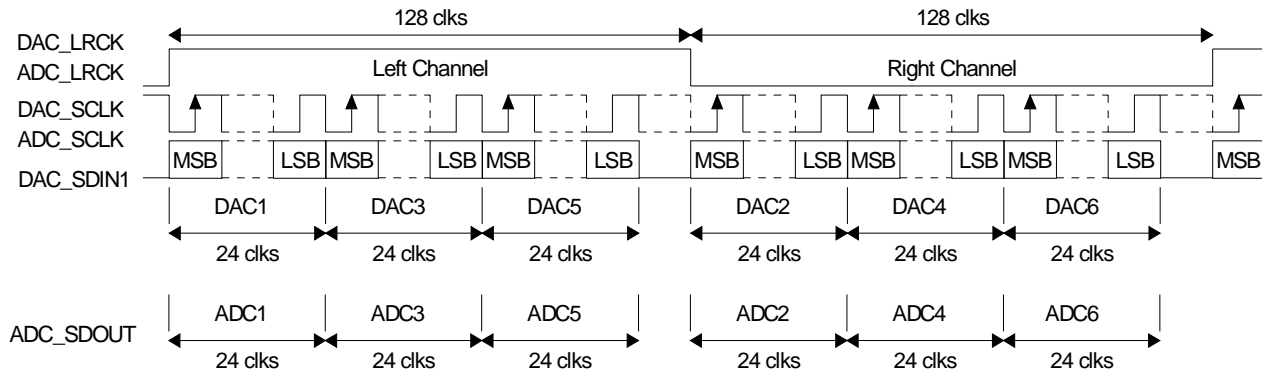 128 clks 128 clks
DAC_LRCK
ADC_LRCK Left Channel Right Channel
DAC_SCLK
ADC_SCLK
MSB LSB MSB LSB MSB LSB MSB LSB MSB LSB MSB LSB MSB
DAC_SDIN1
DAC1 DAC3 DAC5 DAC2 DAC4 DAC6
24 clks 24 clks 24 clks 24 clks 24 clks 24 clks
ADC1 ADC3 ADC5 ADC2 ADC4 ADC6
ADC_SDOUT
24 clks 24 clks 24 clks 24 clks 24 clks 24 clks